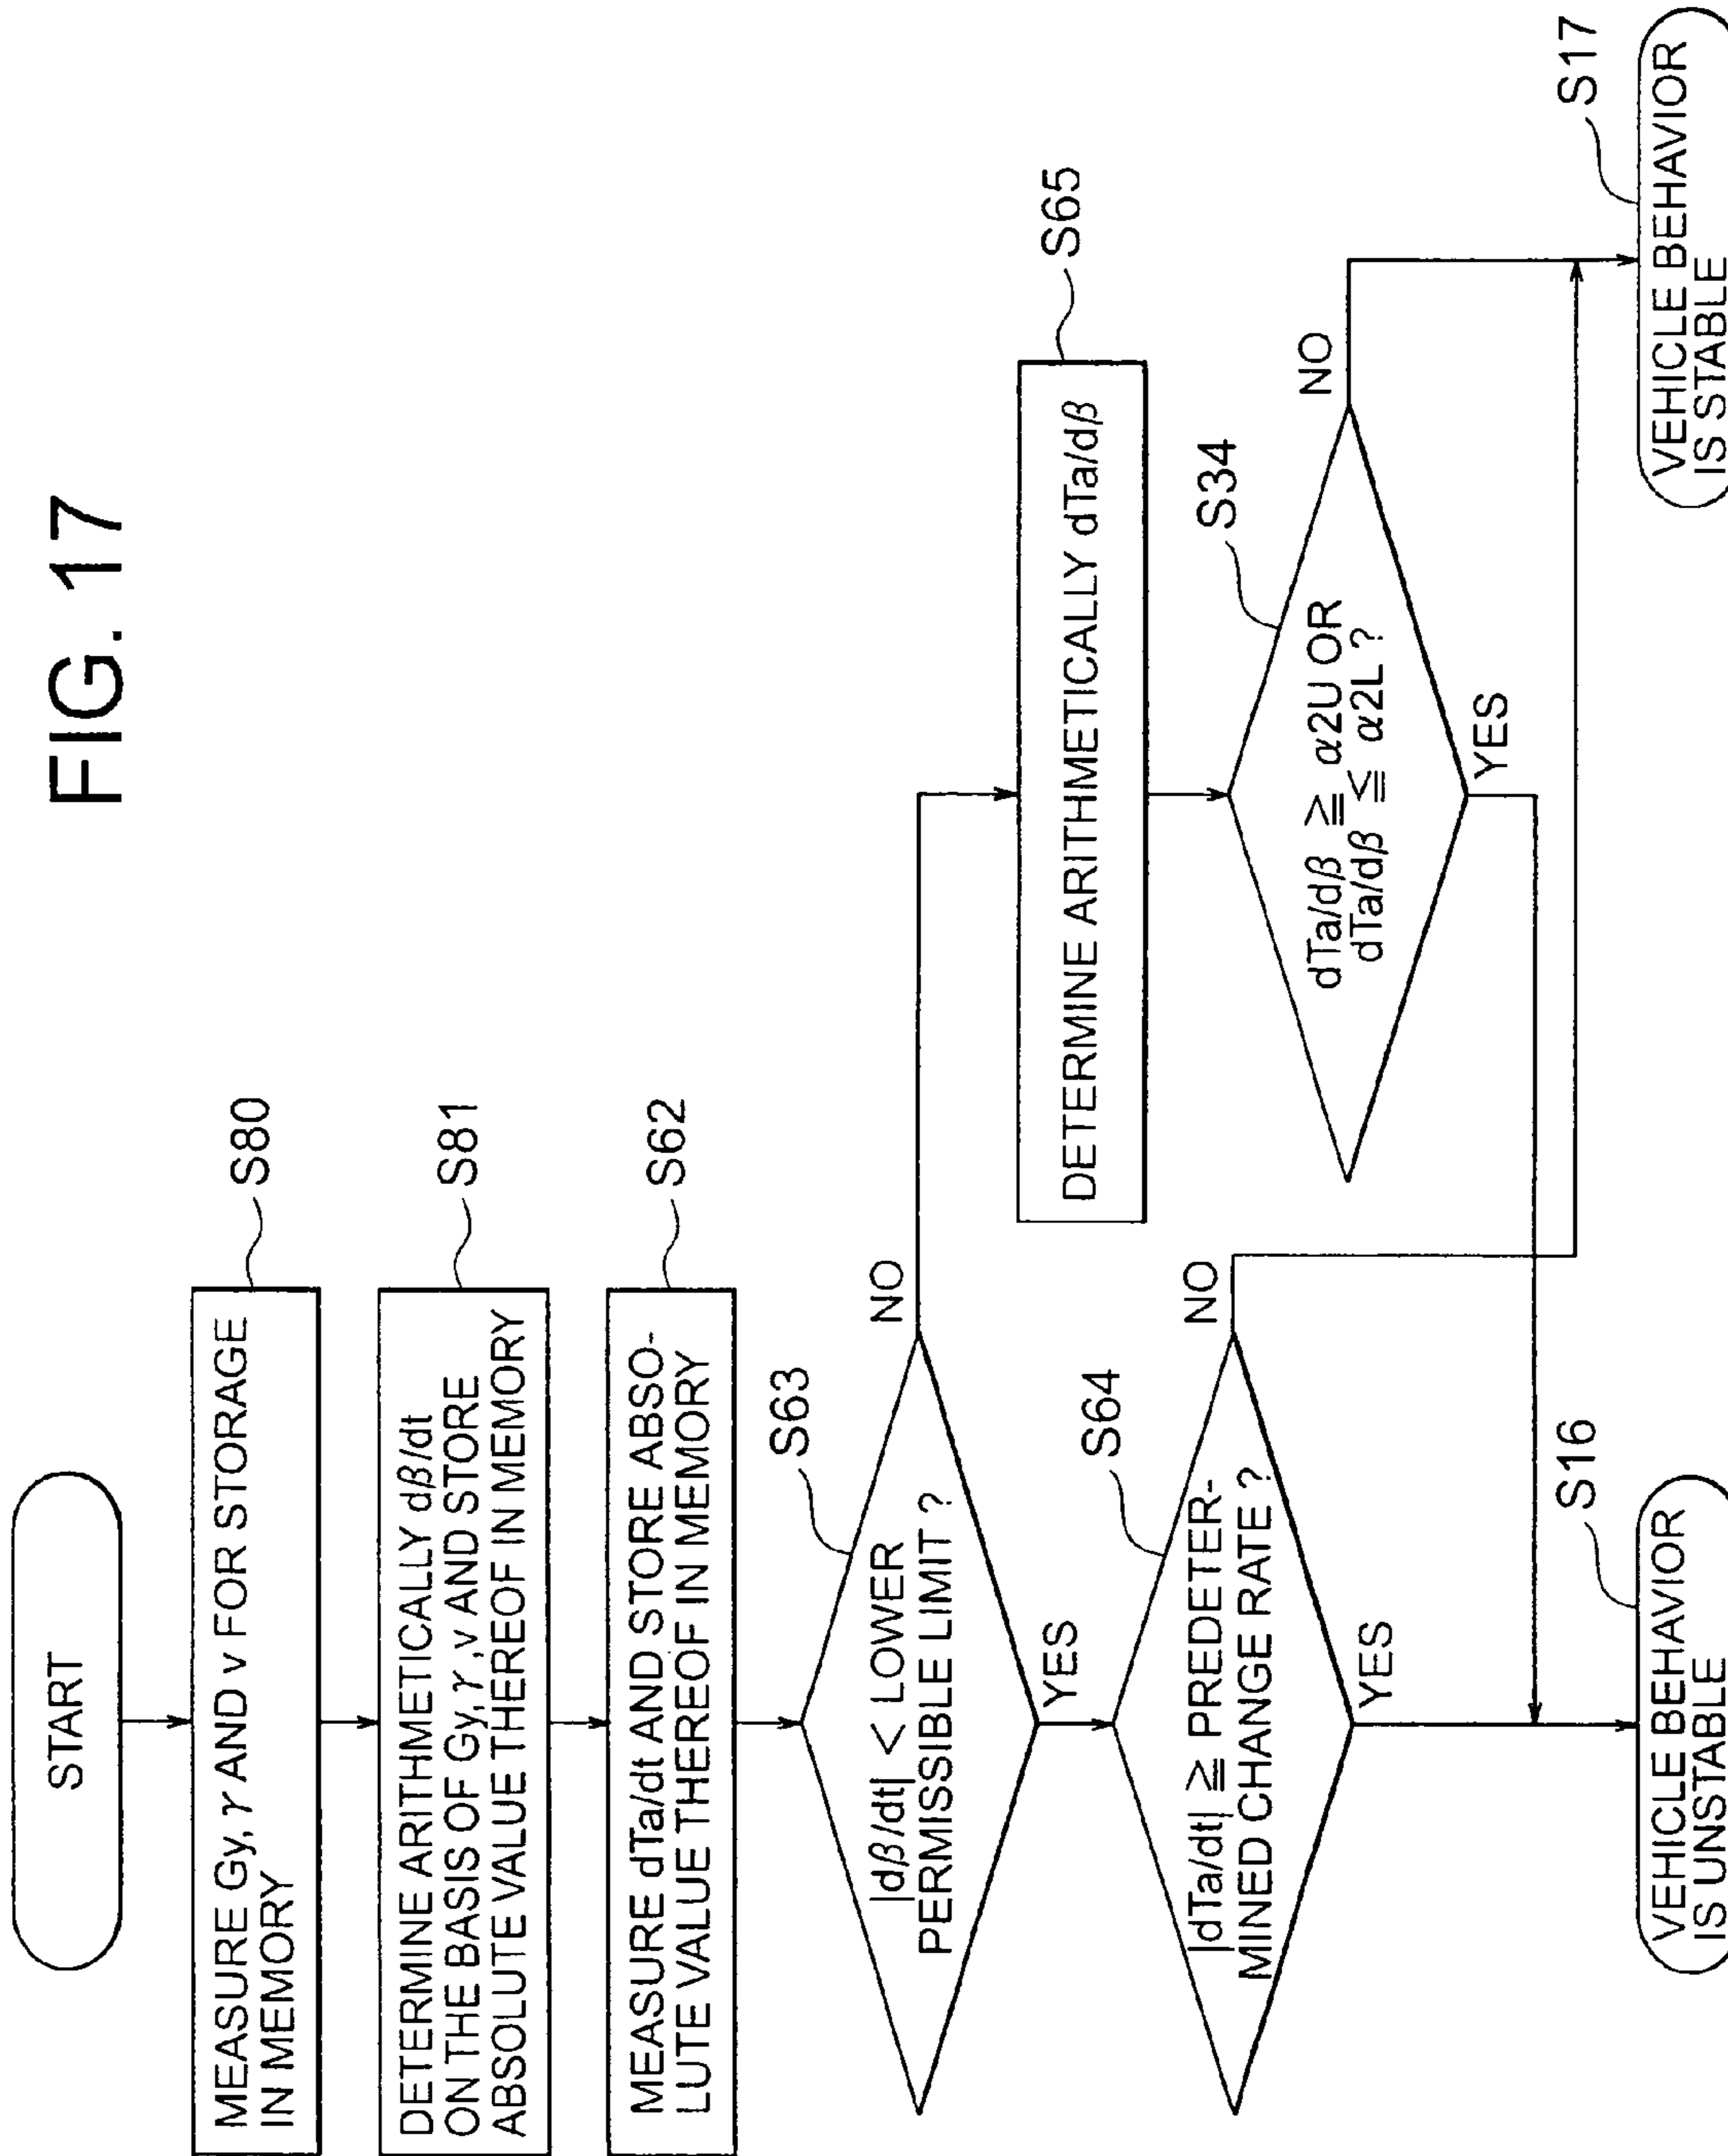 FIG. 17
START
MEASURE Gy, γ AND v FOR STORAGE
IN MEMORY
S80
DETERMINE ARITHMETICALLY dβ/dt
ON THE BASIS OF Gy, γ, v AND STORE
ABSOLUTE VALUE THEREOF IN MEMORY
S81
MEASURE dTa/dt AND STORE ABSO-
LUTE VALUE THEREOF IN MEMORY
S62
|dβ/dt| < LOWER
PERMISSIBLE LIMIT ?
S63
NO
YES
|dTa/dt| ≧ PREDETER-
MINED CHANGE RATE ?
S64
NO
YES
DETERMINE ARITHMETICALLY dTa/dβ
S65
dTa/dβ ≧ α2U OR
dTa/dβ ≦ α2L ?
S34
NO
YES
VEHICLE BEHAVIOR
IS UNSTABLE
S16
VEHICLE BEHAVIOR
IS STABLE
S17